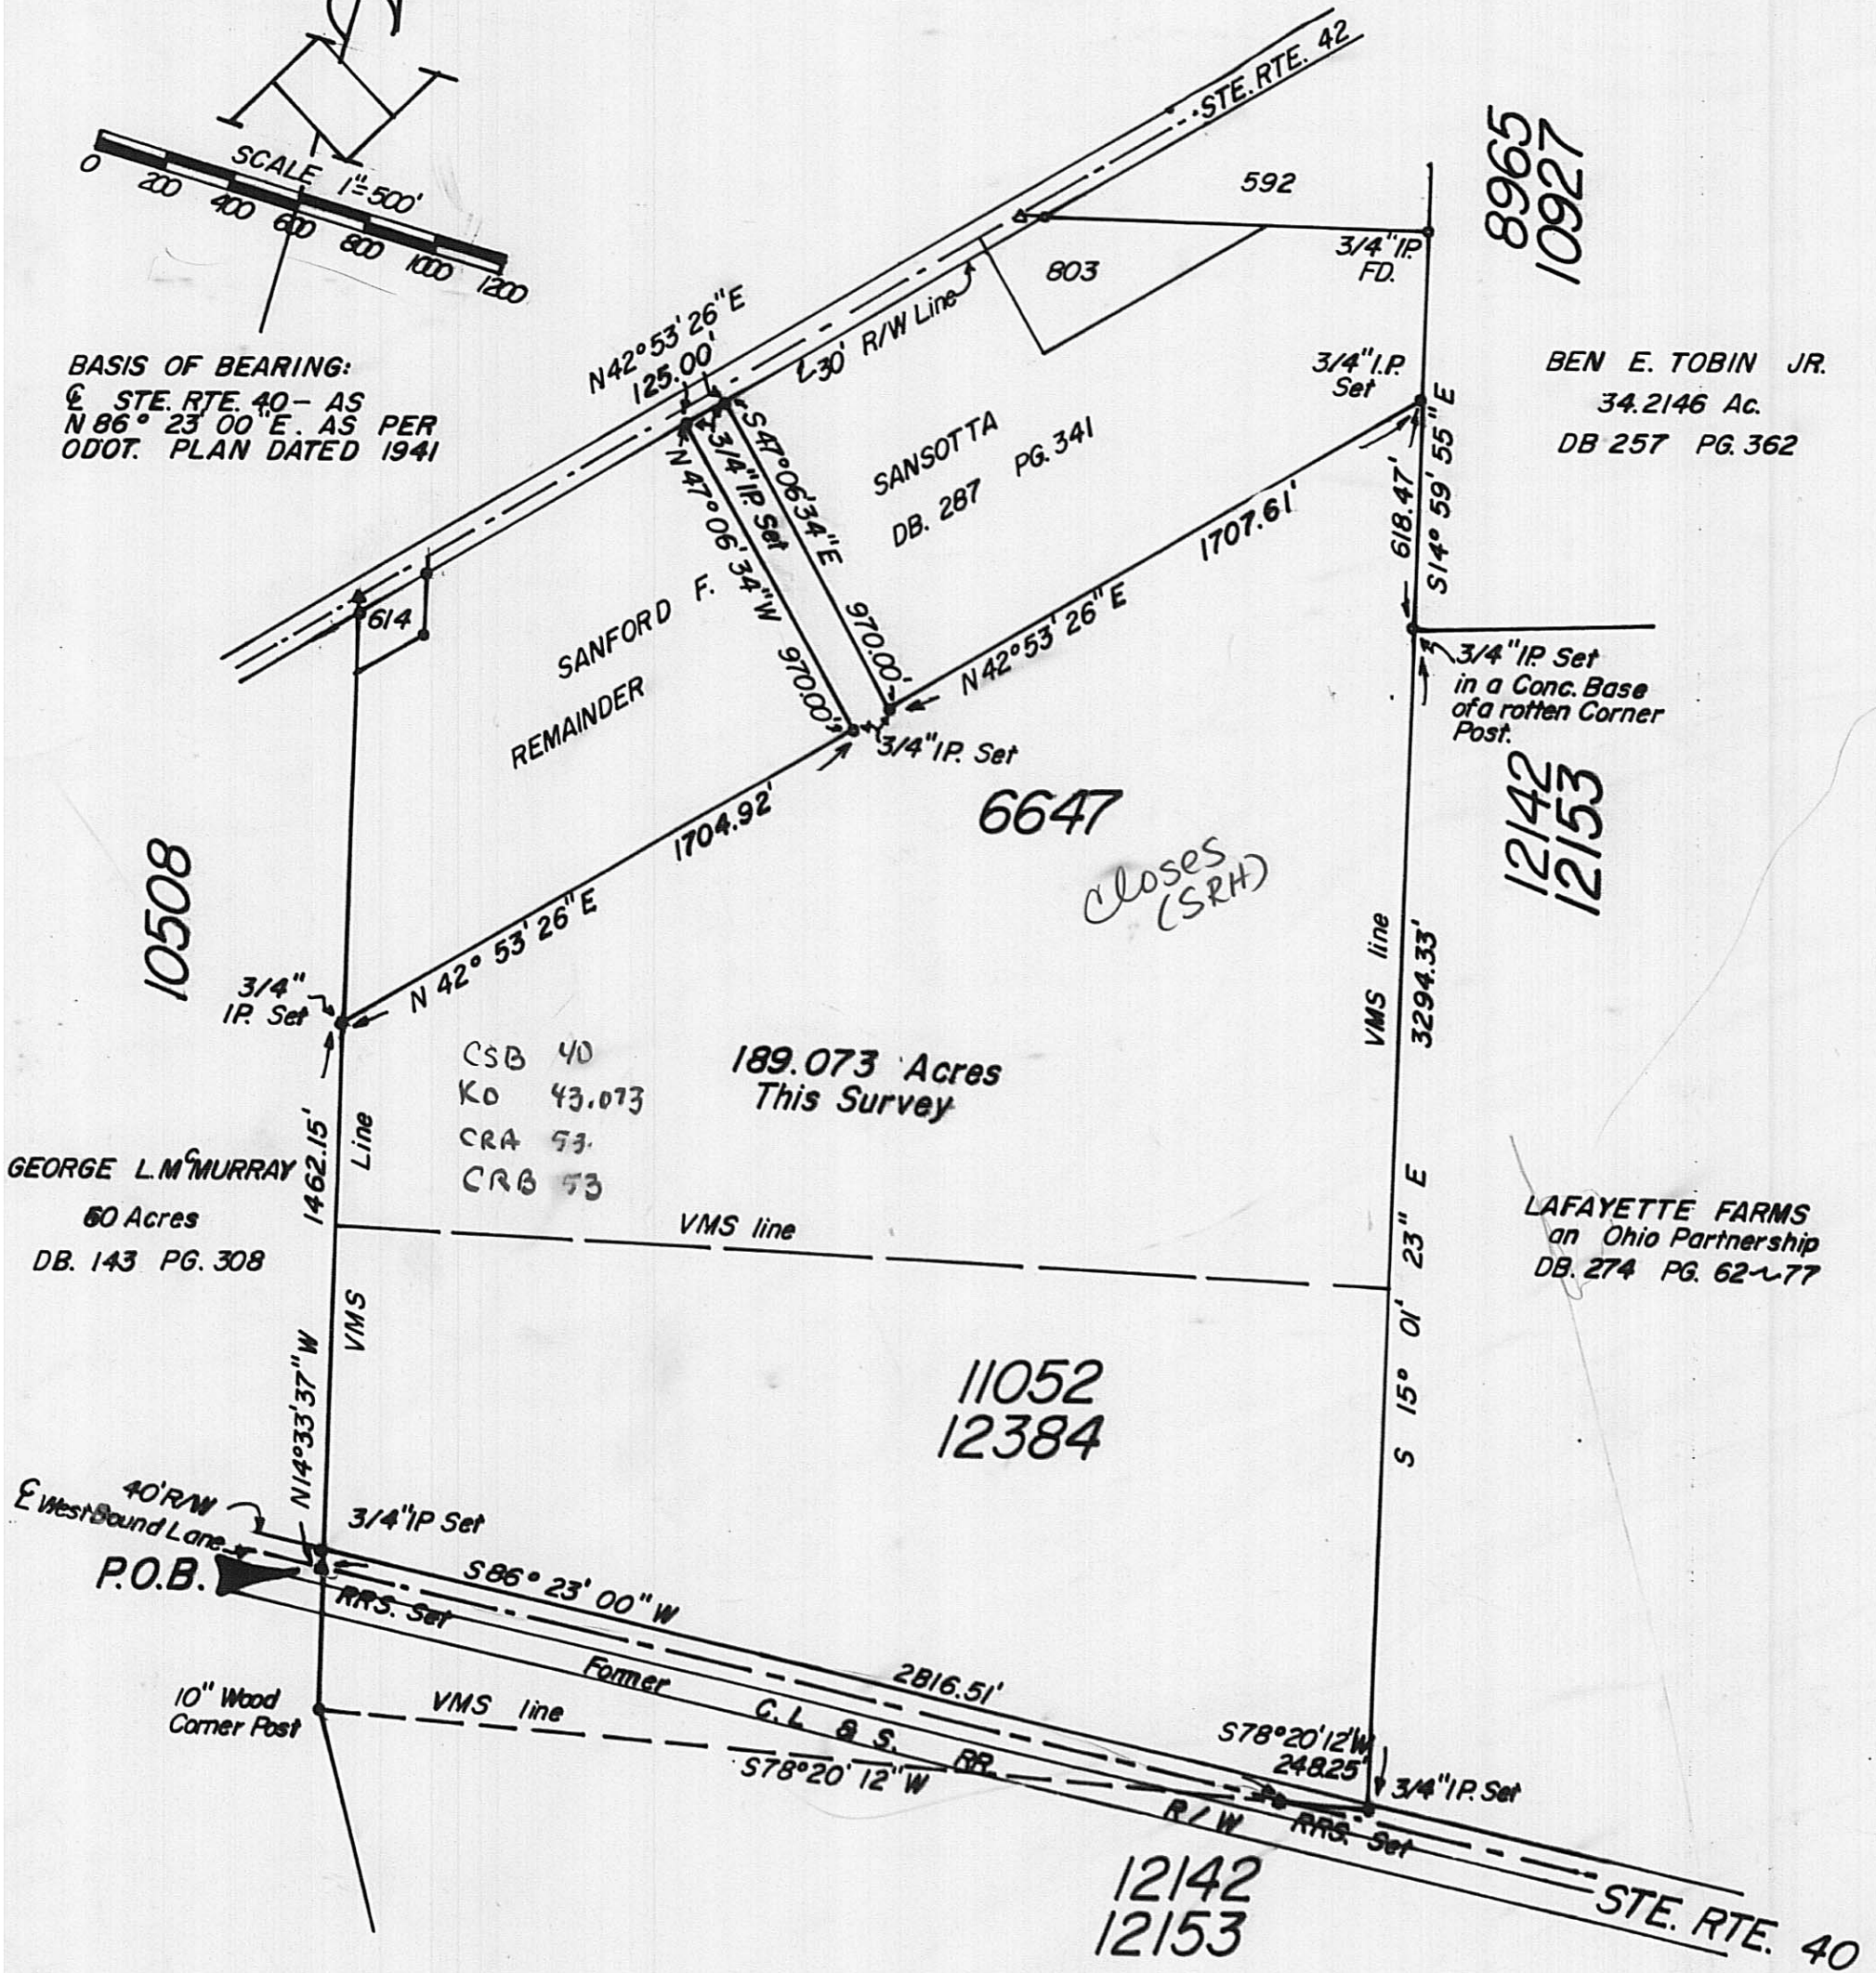 N
SCALE 1"=500'
0 200 400 600 800 1000 1200
BASIS OF BEARING:
℄ STE. RTE. 40 - AS
N 86° 23' 00" E. AS PER
ODOT. PLAN DATED 1941
STE. RTE. 42
592
803
3/4" I.P.
FD.
8965
10927
N 42° 53' 26" E
125.00'
30' R/W Line
3/4" I.P.
Set
BEN E. TOBIN JR.
34.2146 Ac.
DB 257 PG. 362
SANSOTTA
DB. 287 PG. 341
S 47° 06' 34" E
970.00'
3/4" I.P. Set
N 47° 06' 34" W
970.00'
1707.61'
N 42° 53' 26" E
618.47'
S 14° 59' 55" E
614
SANFORD F.
REMAINDER
3/4" I.P. Set
in a Conc. Base
of a rotten Corner
Post.
3/4" I.P. Set
6647
Closes
(SRH)
12142
12153
1704.92'
N 42° 53' 26" E
10508
3/4"
I.P. Set
VMS line
3294.33'
S 15° 01' 23" E
CSB 40
KO 43.073
CRA 53.
CRB 53
189.073 Acres
This Survey
GEORGE L. McMURRAY
60 Acres
DB. 143 PG. 308
1462.15'
N 14° 33' 37" W
VMS Line
VMS line
LAFAYETTE FARMS
an Ohio Partnership
DB. 274 PG. 62~77
11052
12384
40' R/W
℄ West Bound Lane
P.O.B.
3/4" I.P. Set
RRS. Set
S 86° 23' 00" W
2816.51'
Former C. L. & S. RR. R/W
10" Wood
Corner Post
VMS line
S 78° 20' 12" W
S 78° 20' 12" W
248.25'
3/4" I.P. Set
RRS. Set
12142
12153
STE. RTE. 40